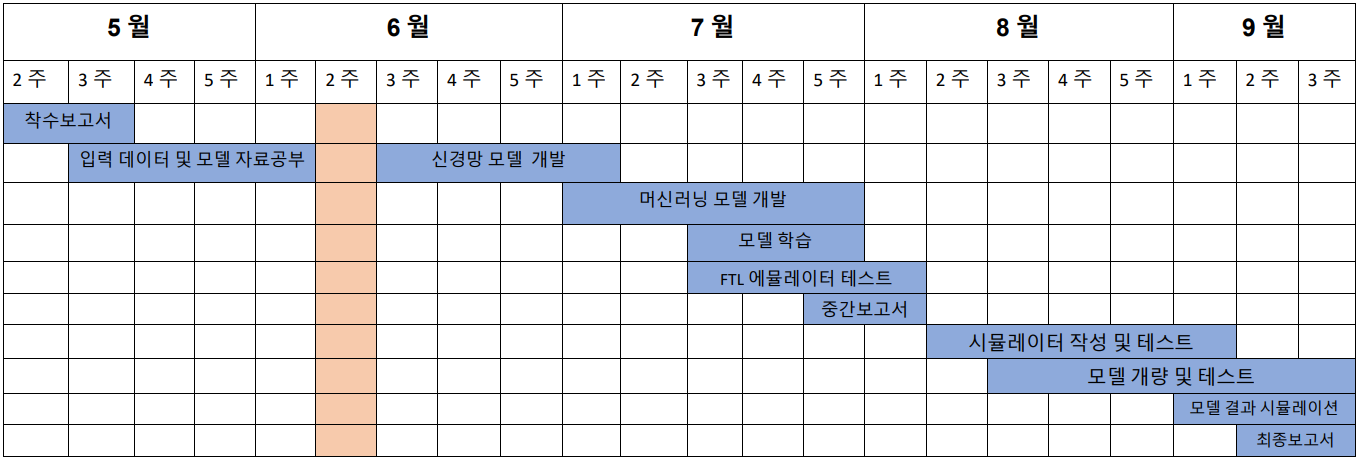 5 월 6 월 7 월 8 월 9 월
2 주 3 주 4 주 5 주 1 주 2 주 3 주 4 주 5 주 1 주 2 주 3 주 4 주 5 주 1 주 2 주 3 주 4 주 5 주 1 주 2 주 3 주
착수보고서
입력 데이터 및 모델 자료공부 신경망 모델 개발
머신러닝 모델 개발
모델 학습
FTL 에뮬레이터 테스트
중간보고서
시뮬레이터 작성 및 테스트
모델 개량 및 테스트
모델 결과 시뮬레이션
최종보고서